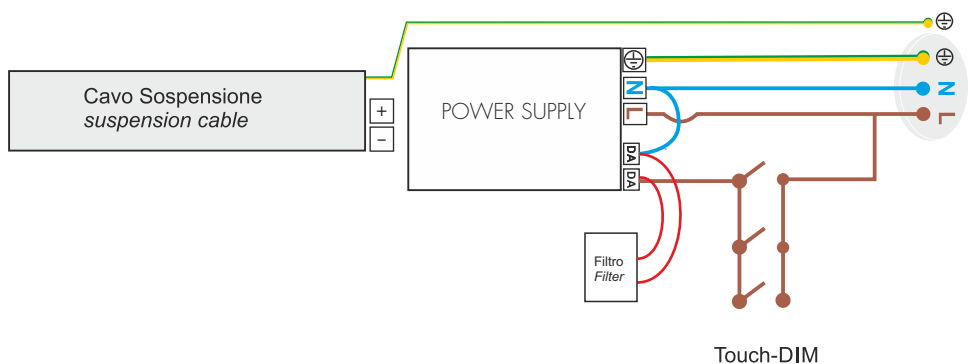 Cavo Sospensione
suspension cable
+
−
POWER SUPPLY
N
L
DA
DA
N
L
Filtro
Filter
Touch-DIM